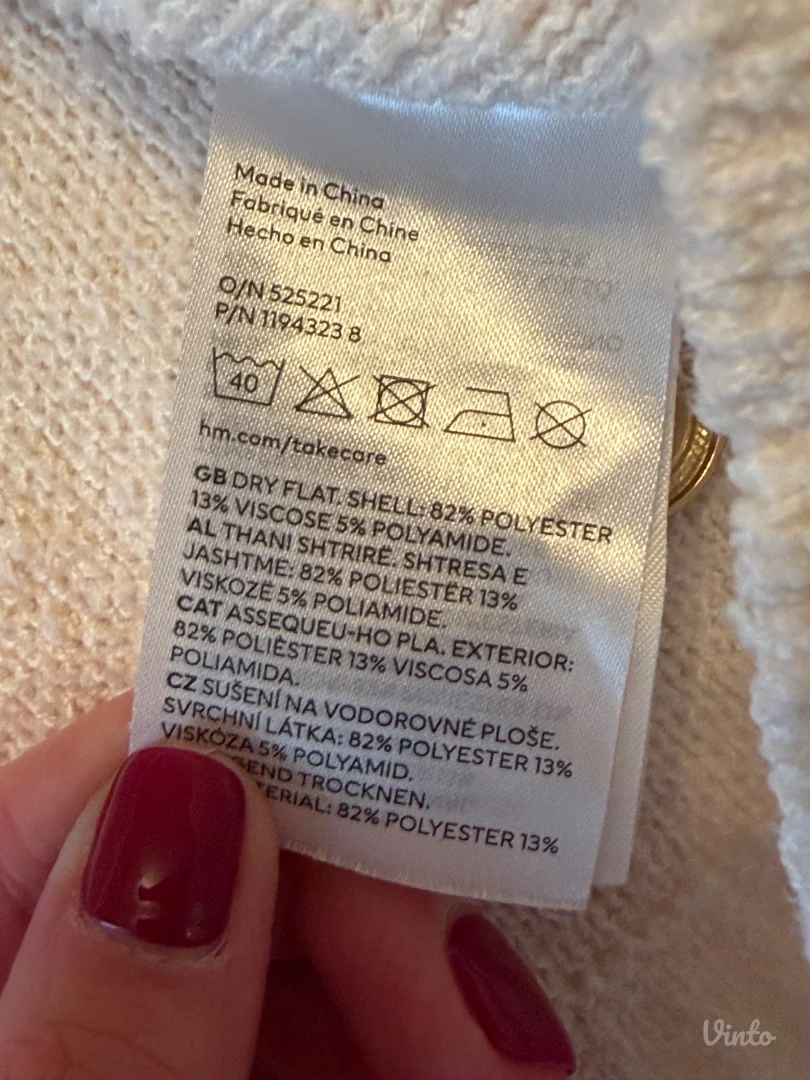 Made in China
Fabriqué en Chine
Hecho en China
O/N 525221
P/N 1194323 8
40
hm.com/takecare
GB DRY FLAT. SHELL: 82% POLYESTER
13% VISCOSE 5% POLYAMIDE.
AL THANI SHTRIRË. SHTRESA E
JASHTME: 82% POLIESTËR 13%
VISKOZË 5% POLIAMIDE.
CAT ASSEQUEU-HO PLA. EXTERIOR:
82% POLIÈSTER 13% VISCOSA 5%
POLIAMIDA.
CZ SUŠENÍ NA VODOROVNÉ PLOŠE.
SVRCHNÍ LÁTKA: 82% POLYESTER 13%
VISKÓZA 5% POLYAMID.
TROCKNEN.
82% POLYESTER 13%
Vinto